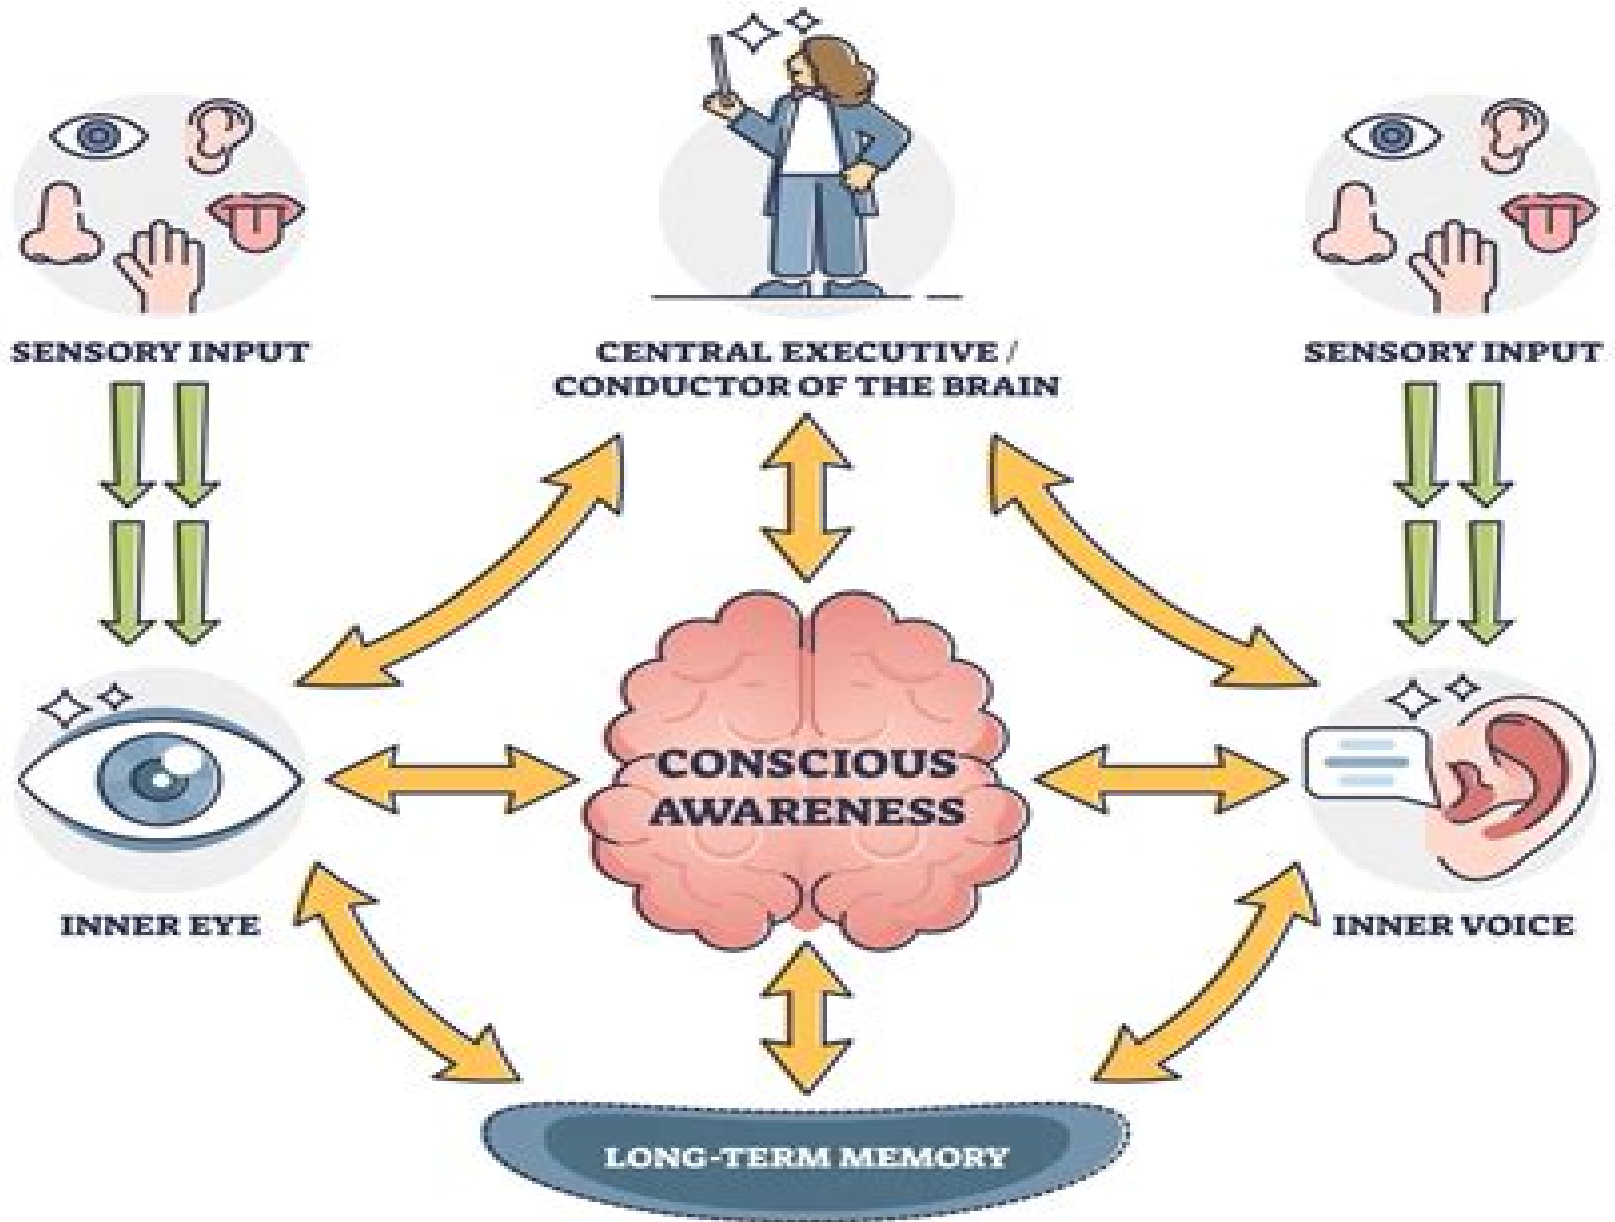 SENSORY INPUT
CENTRAL EXECUTIVE /
CONDUCTOR OF THE BRAIN
SENSORY INPUT
CONSCIOUS
AWARENESS
INNER EYE
INNER VOICE
LONG-TERM MEMORY